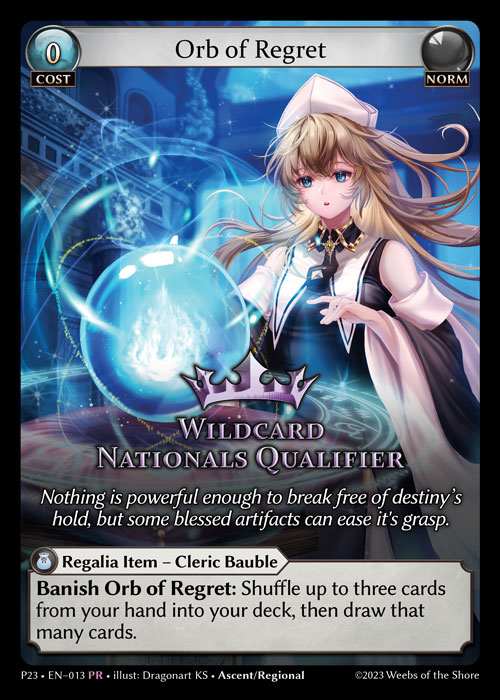 0
COST
Orb of Regret
NORM
WILDCARD
NATIONALS QUALIFIER
Nothing is powerful enough to break free of destiny's
hold, but some blessed artifacts can ease it's grasp.
Regalia Item – Cleric Bauble
Banish Orb of Regret: Shuffle up to three cards
from your hand into your deck, then draw that
many cards.
P23 • EN–013 PR • illust: Dragonart KS • Ascent/Regional
©2023 Weebs of the Shore